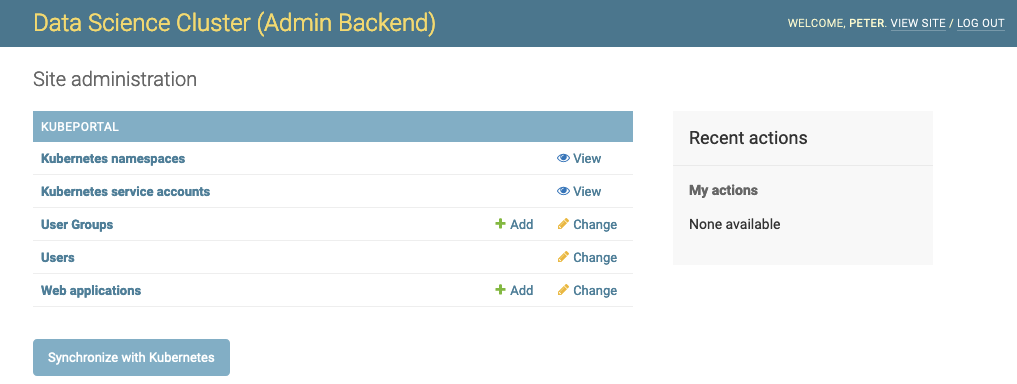 Data Science Cluster (Admin Backend)
WELCOME, PETER. VIEW SITE / LOG OUT
Site administration
KUBEPORTAL
Kubernetes namespaces View
Kubernetes service accounts View
User Groups Add Change
Users Change
Web applications Add Change
Synchronize with Kubernetes
Recent actions
My actions
None available